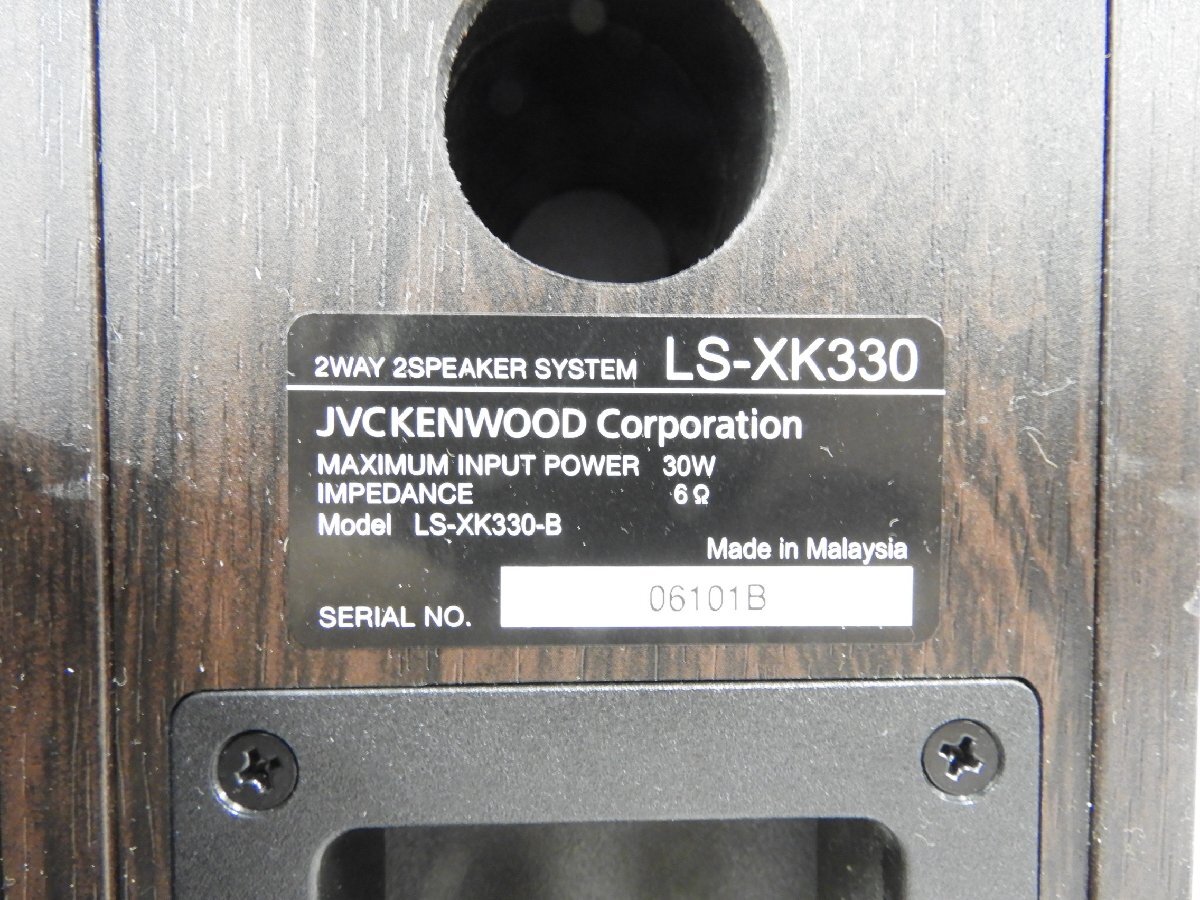 2WAY 2SPEAKER SYSTEM LS-XK330
JVCKENWOOD Corporation
MAXIMUM INPUT POWER 30W
IMPEDANCE 6Ω
Model LS-XK330-B
Made in Malaysia
SERIAL NO. 06101B